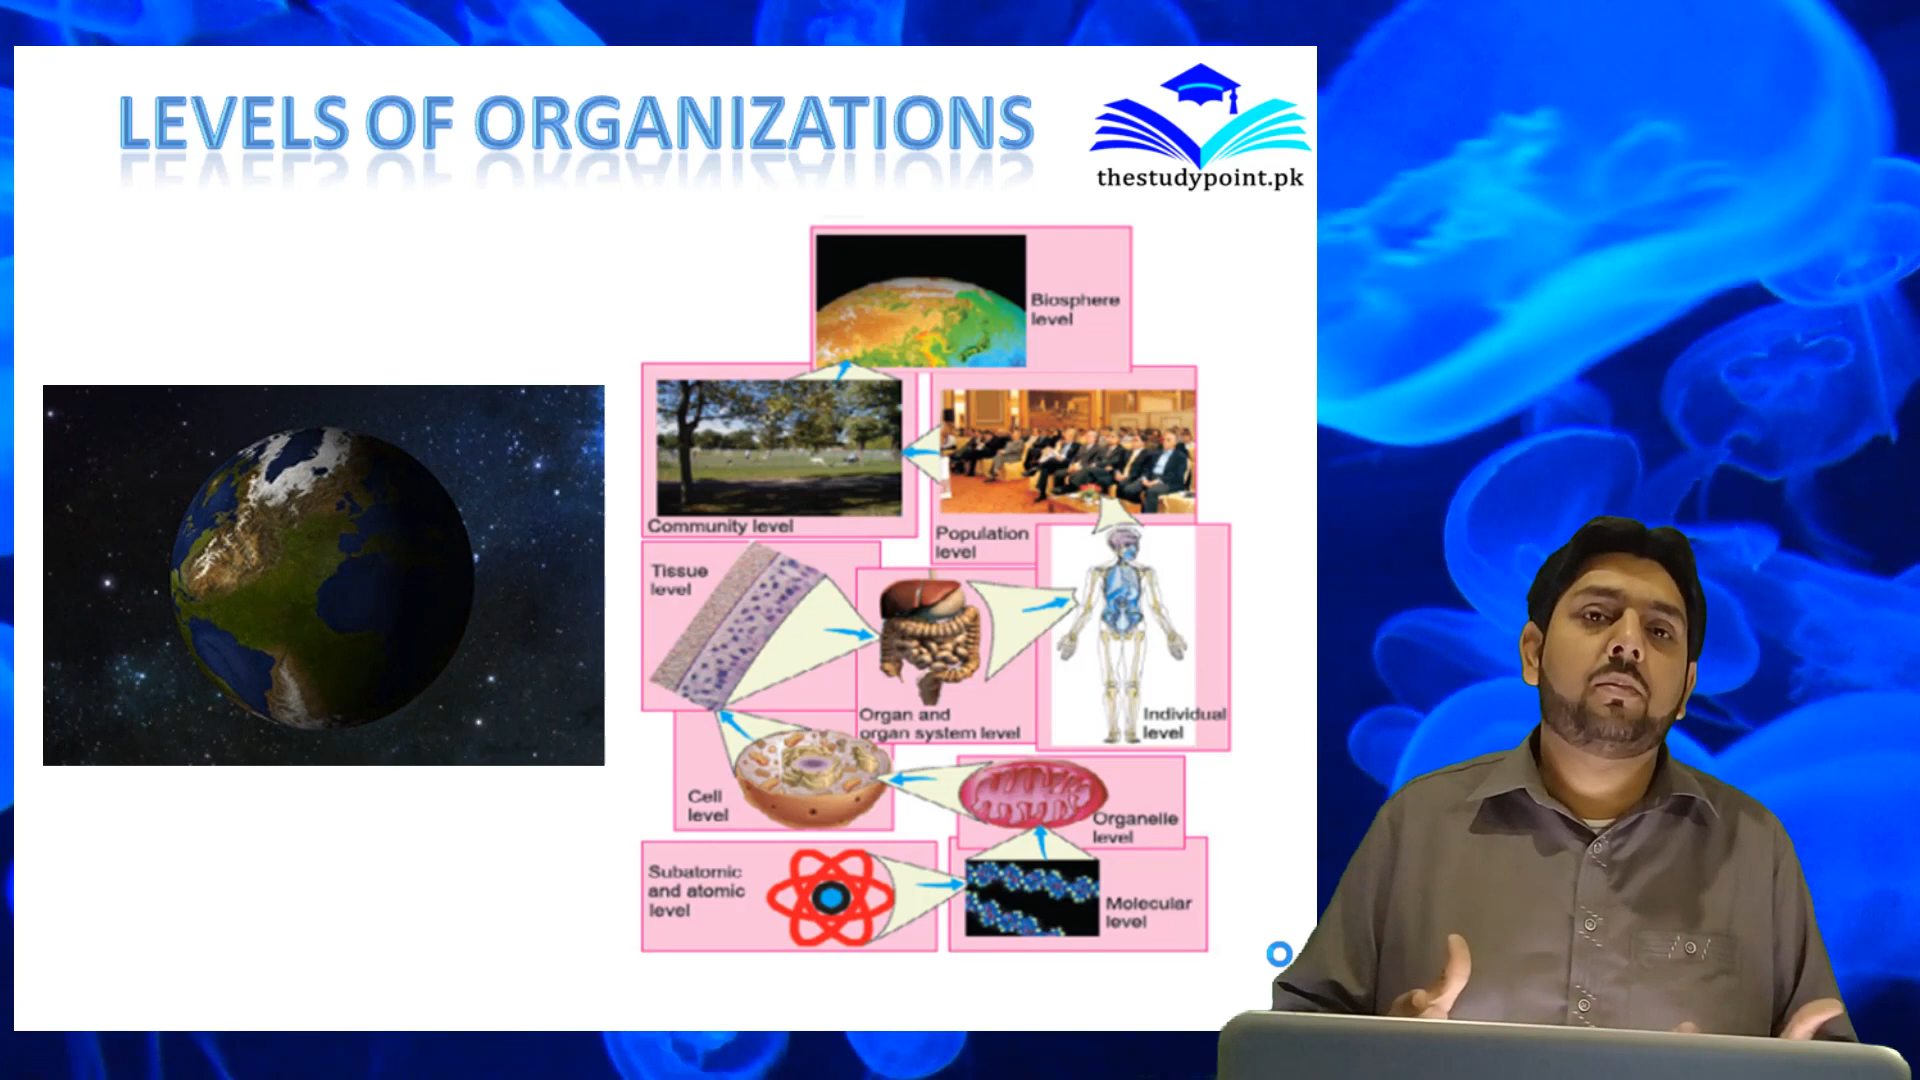 LEVELS OF ORGANIZATIONS
thestudypoint.pk
Biosphere
level
Community level
Population
level
Tissue
level
Organ and
organ system level
Individual
level
Cell
level
Organelle
level
Subatomic
and atomic
level
Molecular
level